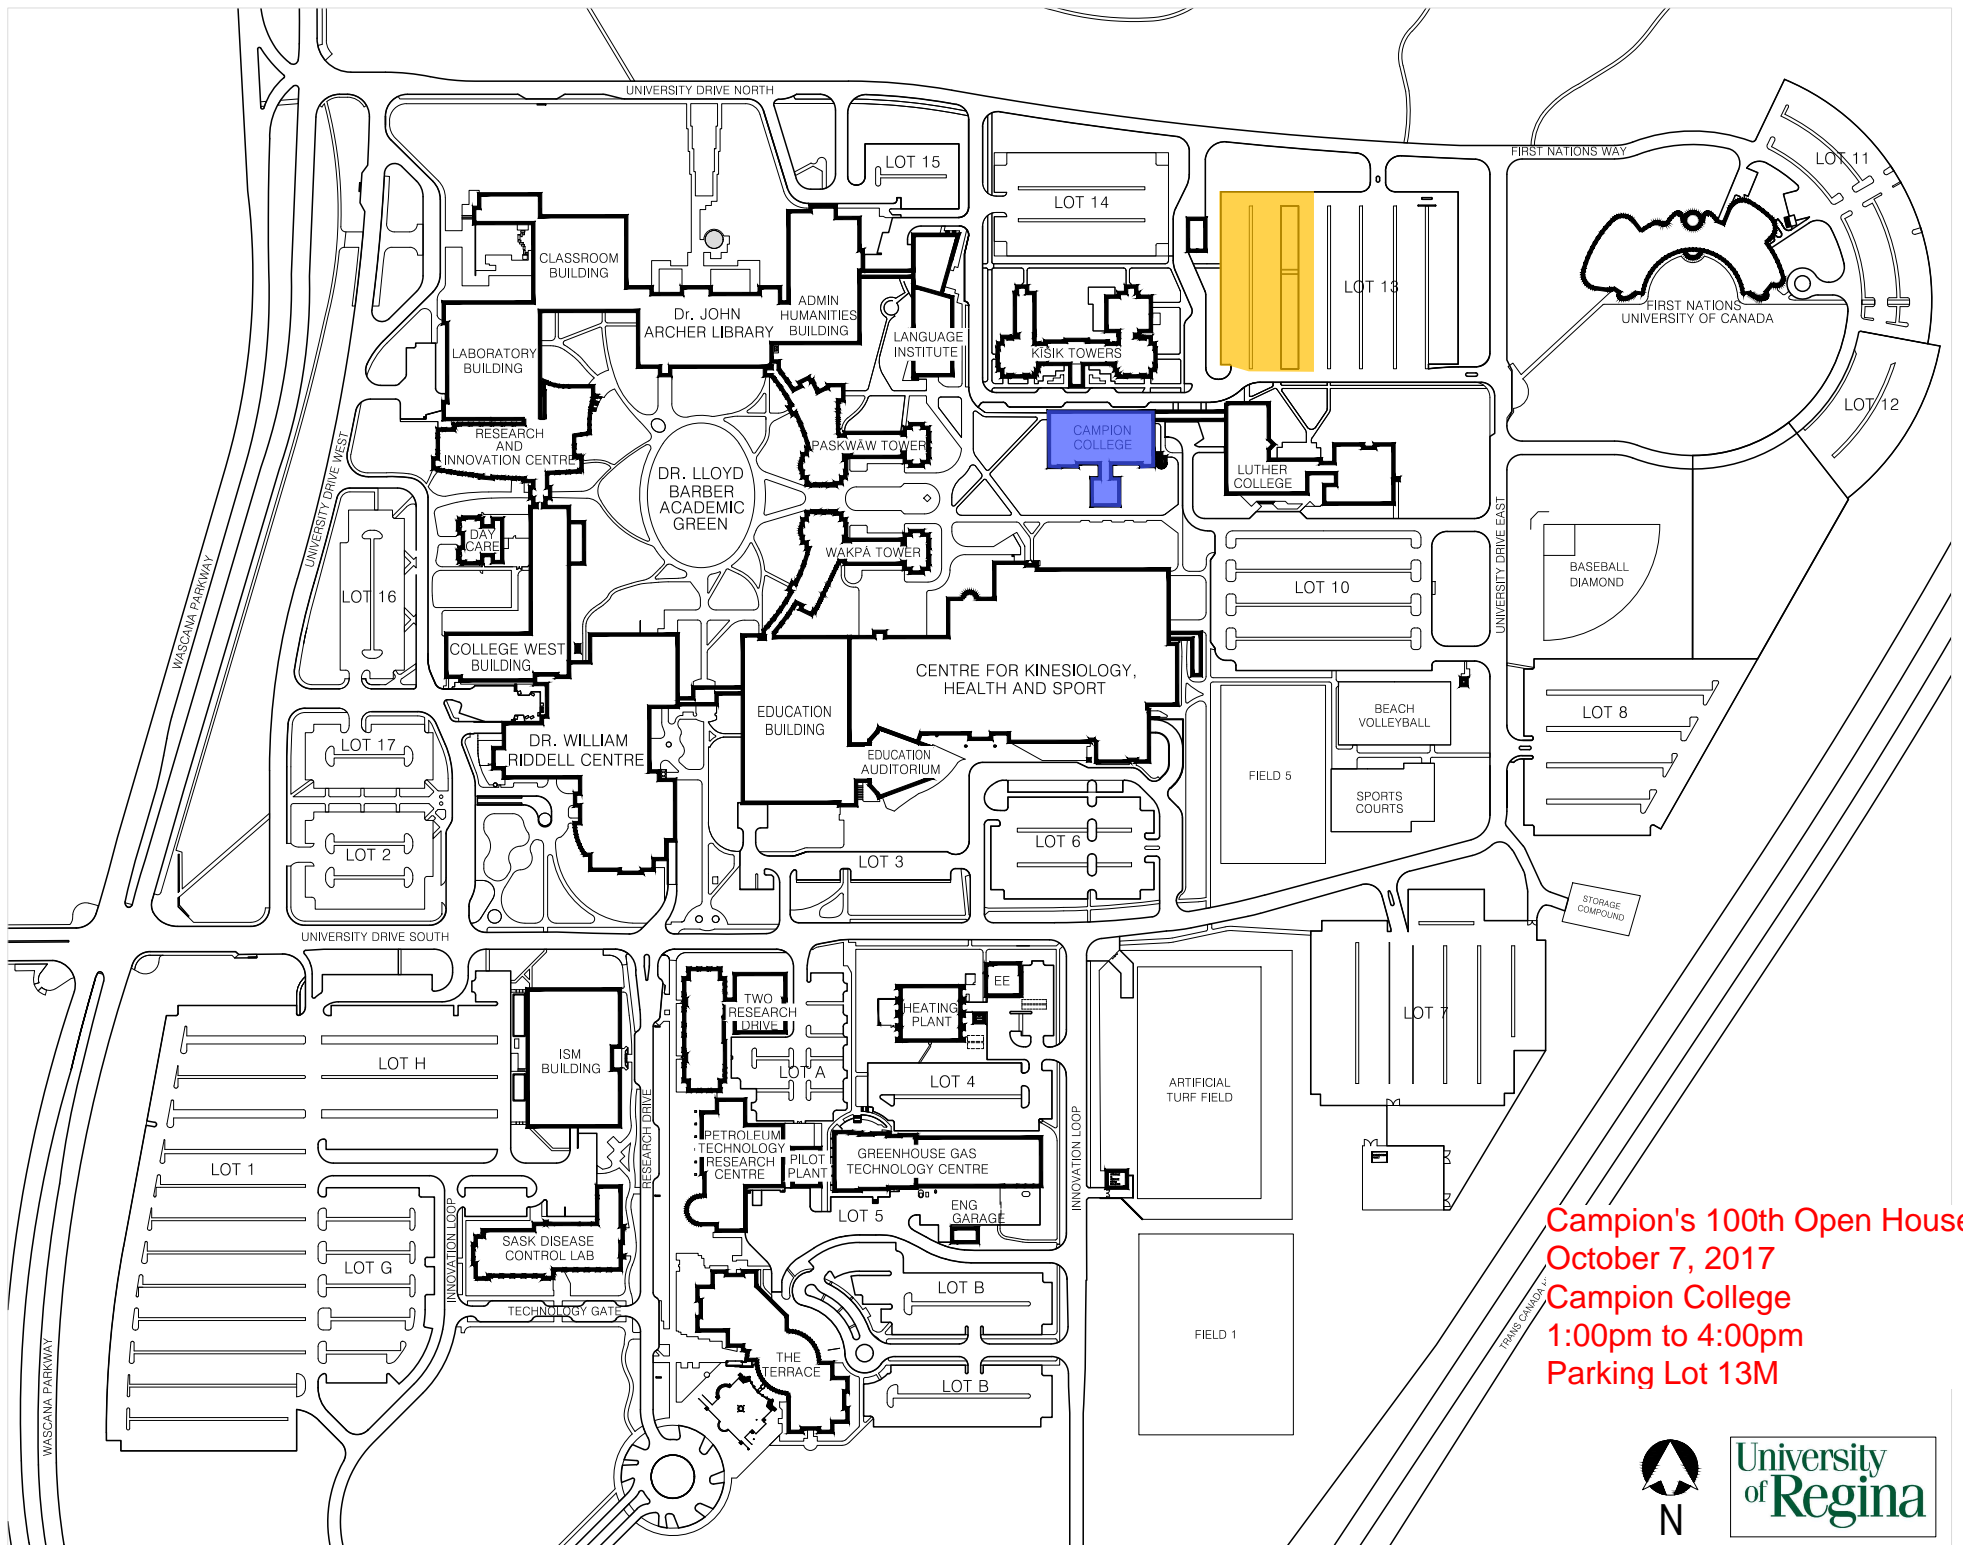 UNIVERSITY DRIVE NORTH
FIRST NATIONS WAY
LOT 15
LOT 11
LOT 14
CLASSROOM
BUILDING
LOT 13
ADMIN
HUMANITIES
BUILDING
Dr. JOHN
ARCHER LIBRARY
FIRST NATIONS
UNIVERSITY OF CANADA
LANGUAGE
INSTITUTE
KISIK TOWERS
LABORATORY
BUILDING
LOT 12
CAMPION
COLLEGE
RESEARCH
AND
INNOVATION CENTRE
PASKWĀW TOWER
LUTHER
COLLEGE
DR. LLOYD
BARBER
ACADEMIC
GREEN
UNIVERSITY DRIVE WEST
UNIVERSITY DRIVE EAST
DAY
CARE
WAKPĀ TOWER
BASEBALL
DIAMOND
LOT 10
LOT 16
WASCANA PARKWAY
COLLEGE WEST
BUILDING
CENTRE FOR KINESIOLOGY,
HEALTH AND SPORT
EDUCATION
BUILDING
BEACH
VOLLEYBALL
LOT 8
LOT 17
DR. WILLIAM
RIDDELL CENTRE
EDUCATION
AUDITORIUM
FIELD 5
SPORTS
COURTS
LOT 2
LOT 3
LOT 6
STORAGE
COMPOUND
UNIVERSITY DRIVE SOUTH
TWO
RESEARCH
DRIVE
EE
HEATING
PLANT
LOT 7
LOT H
ISM
BUILDING
LOT A
LOT 4
ARTIFICIAL
TURF FIELD
RESEARCH DRIVE
INNOVATION LOOP
PETROLEUM
TECHNOLOGY
RESEARCH
CENTRE
PILOT
PLANT
GREENHOUSE GAS
TECHNOLOGY CENTRE
LOT 1
LOT 5
ENG
GARAGE
INNOVATION LOOP
SASK DISEASE
CONTROL LAB
LOT G
LOT B
TECHNOLOGY GATE
FIELD 1
THE
TERRACE
LOT B
WASCANA PARKWAY
TRANS CANADA H
Campion's 100th Open House
October 7, 2017
Campion College
1:00pm to 4:00pm
Parking Lot 13M
N
University
of Regina